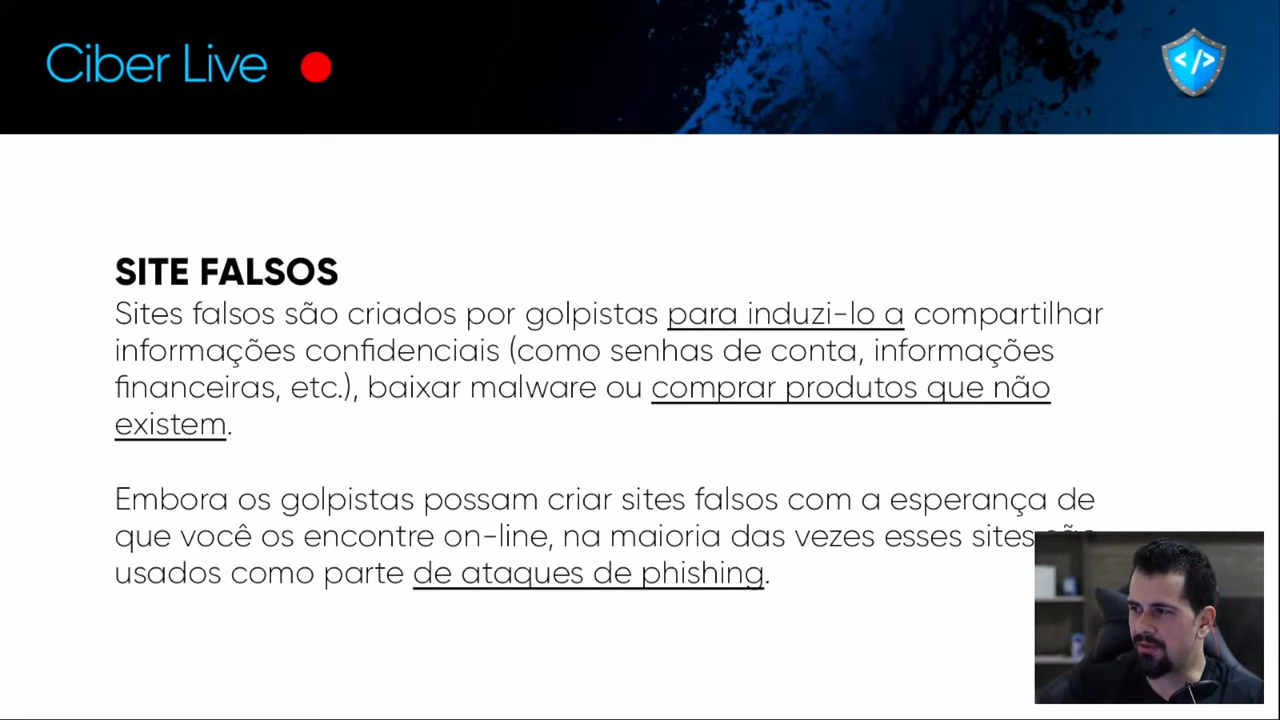 Ciber Live
</>
SITE FALSOS
Sites falsos são criados por golpistas para induzi-lo a compartilhar
informações confidenciais (como senhas de conta, informações
financeiras, etc.), baixar malware ou comprar produtos que não
existem.
Embora os golpistas possam criar sites falsos com a esperança de
que você os encontre on-line, na maioria das vezes esses sites são
usados como parte de ataques de phishing.